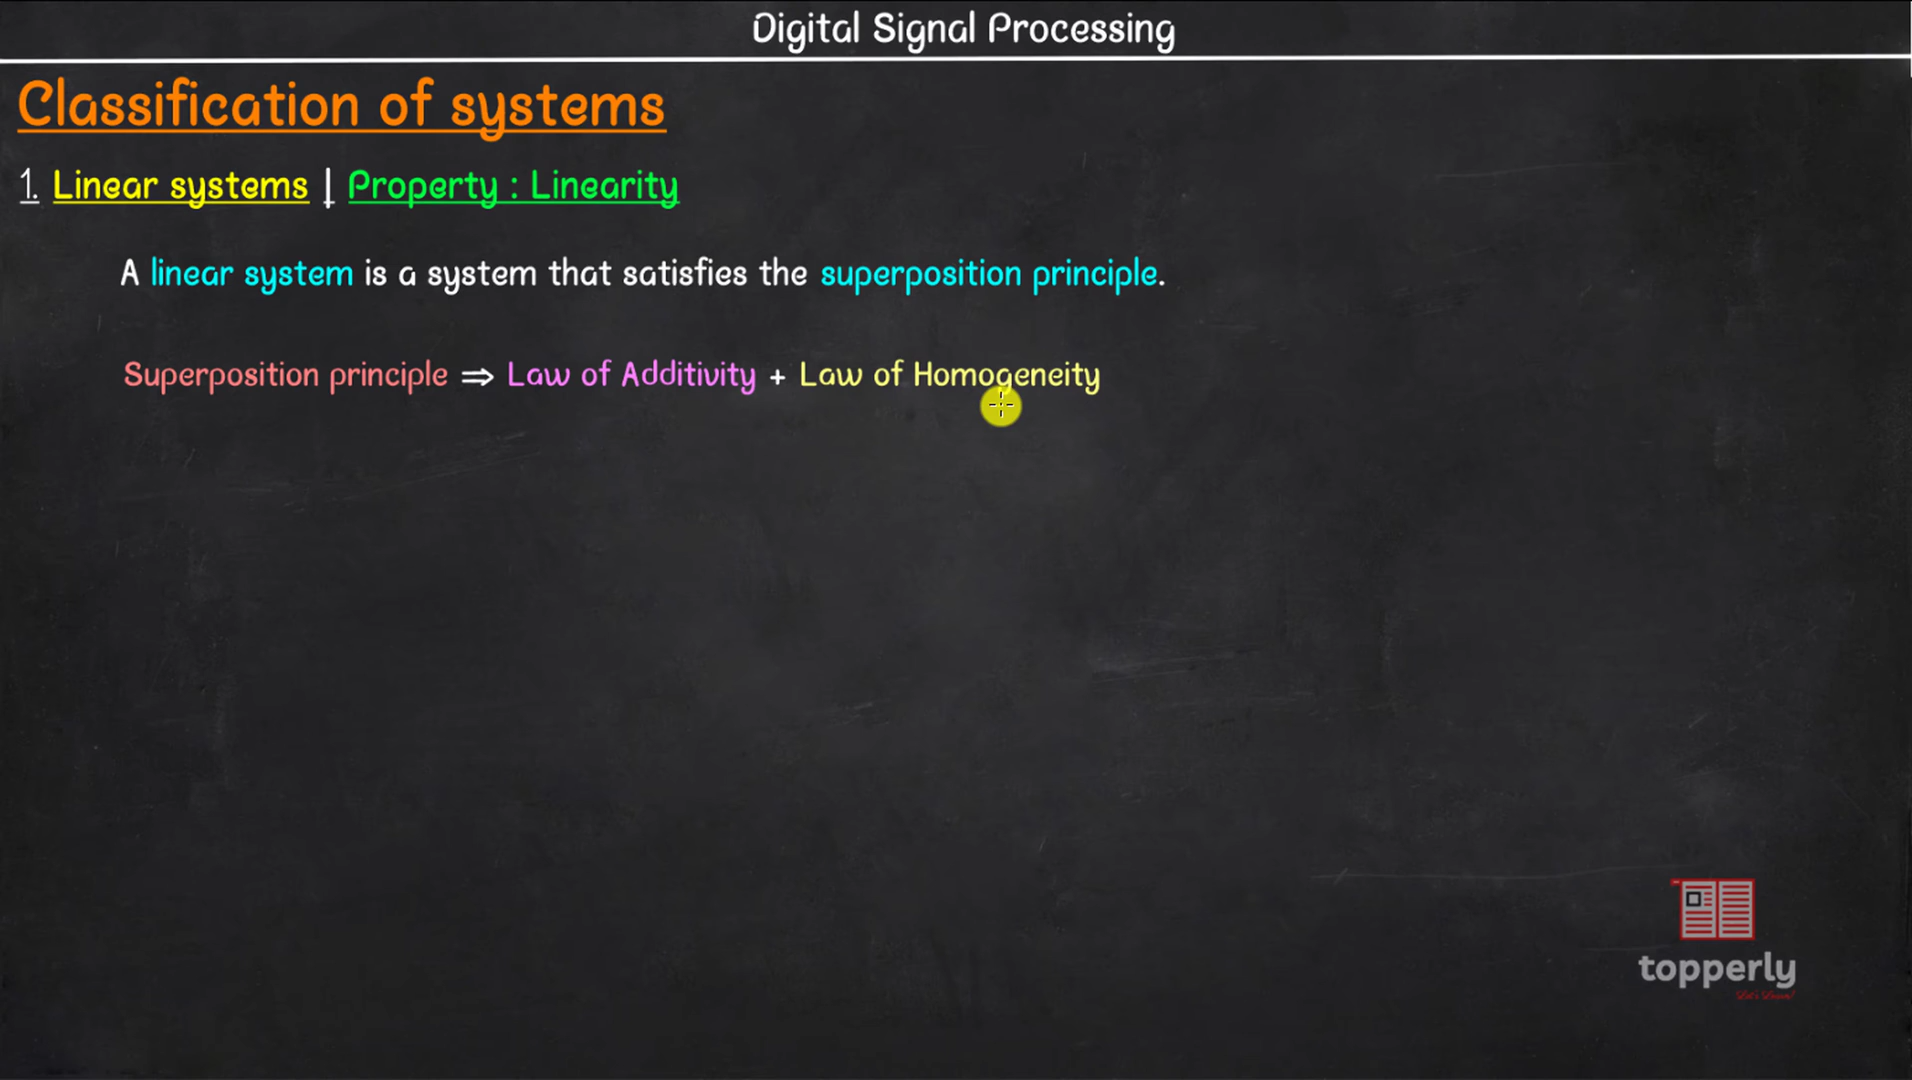 Digital Signal Processing
Classification of systems
1. Linear systems | Property : Linearity
A linear system is a system that satisfies the superposition principle.
Superposition principle ⇒ Law of Additivity + Law of Homogeneity
topperly